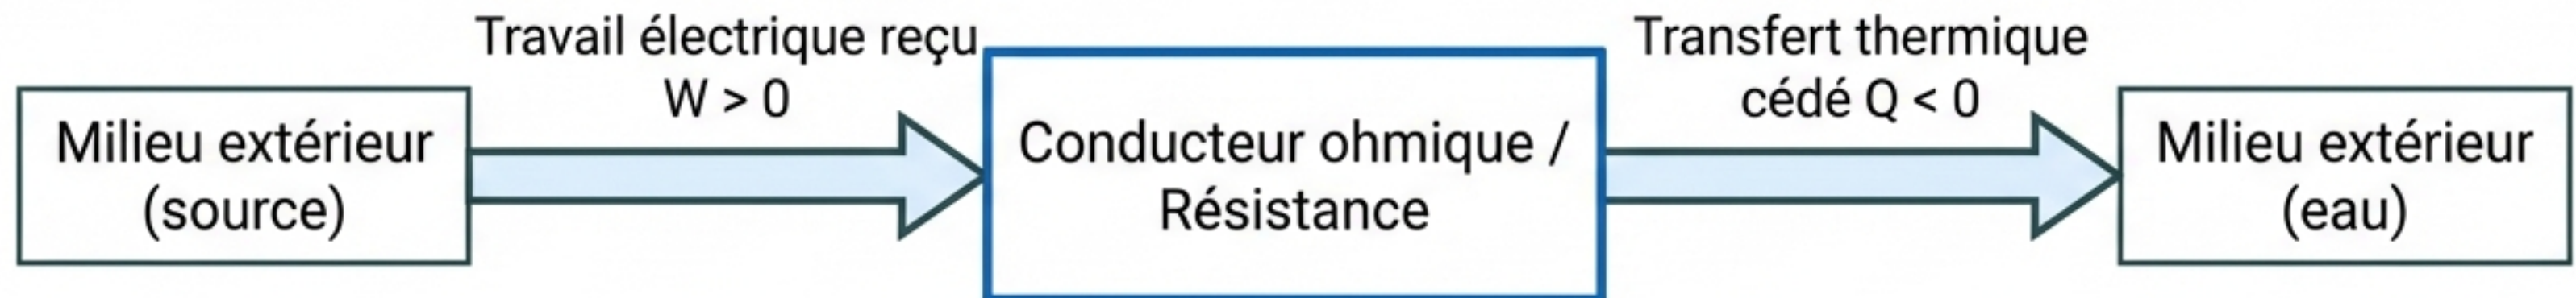 Milieu extérieur
(source)
Travail électrique reçu
W > 0
Conducteur ohmique /
Résistance
Transfert thermique
cédé Q < 0
Milieu extérieur
(eau)